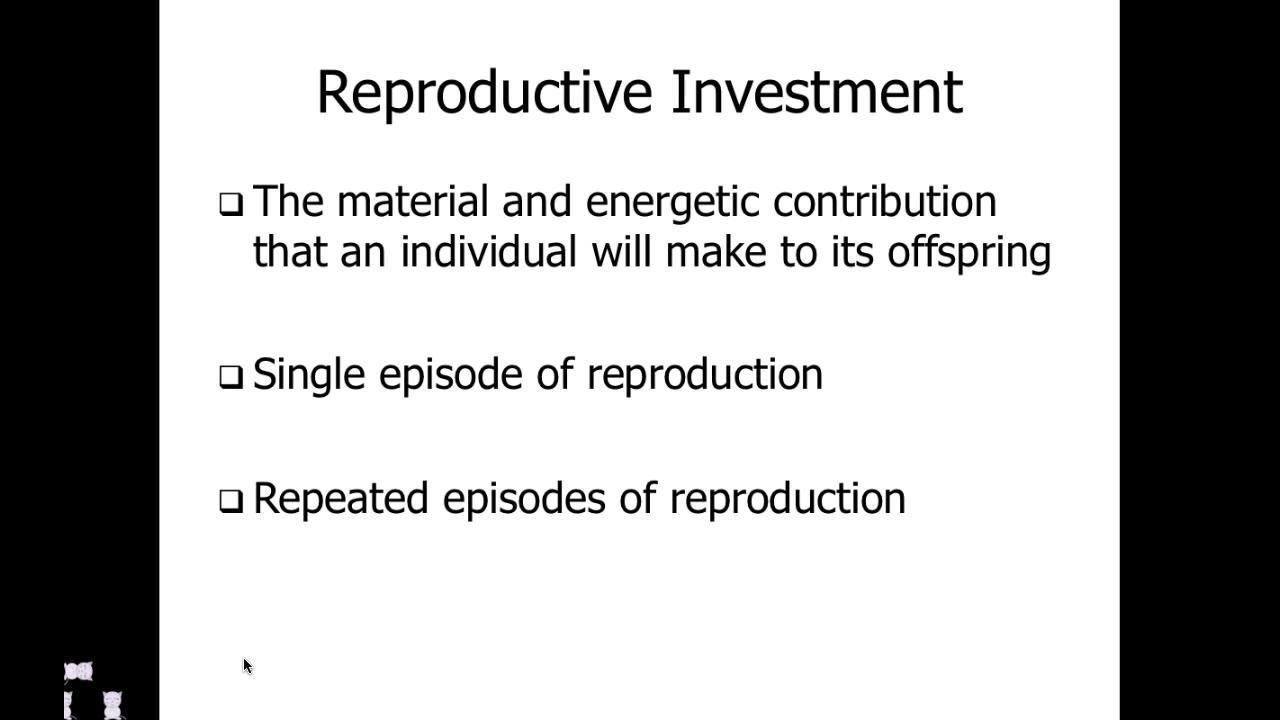 Reproductive Investment
❑ The material and energetic contribution
that an individual will make to its offspring
❑ Single episode of reproduction
❑ Repeated episodes of reproduction